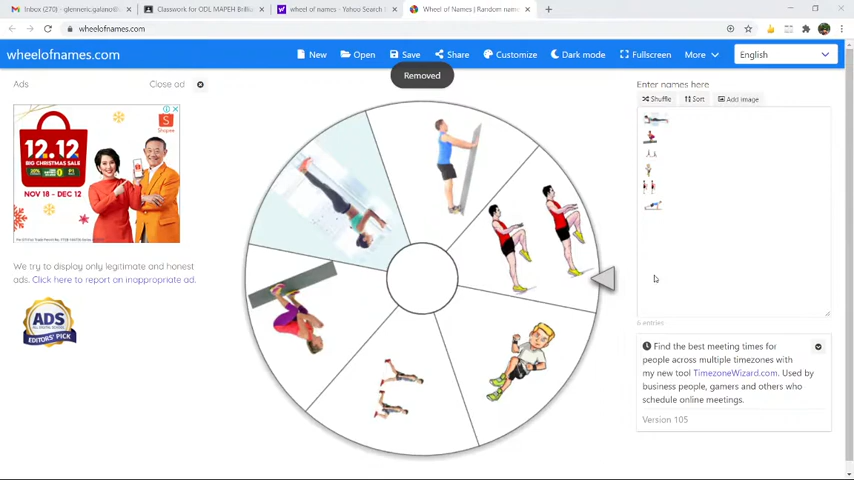 Inbox (270) - glenneric.galano@
Classwork for ODL MAPEH Brillia
wheel of names - Yahoo Search
Wheel of Names | Random name
wheelofnames.com
wheelofnames.com
New
Open
Save
Share
Customize
Dark mode
Fullscreen
More
English
Removed
Ads
Close ad
Shopee
12.12
BIG CHRISTMAS SALE
NOV 18 - DEC 12
We try to display only legitimate and honest
ads. Click here to report an inappropriate ad.
ADS
EDITORS' PICK
Enter names here
Shuffle
Sort
Add image
6 entries
Find the best meeting times for
people across multiple timezones with
my new tool TimezoneWizard.com. Used by
business people, gamers and others who
schedule online meetings.
Version 105